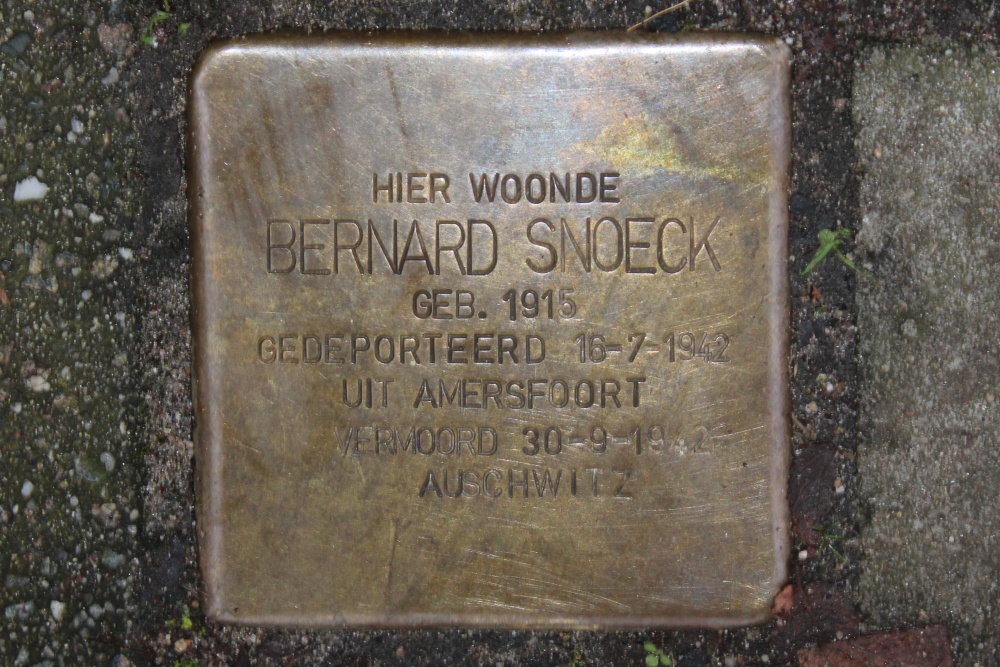 HIER WOONDE
BERNARD SNOECK
GEB. 1915
GEDEPORTEERD 16-7-1942
UIT AMERSFOORT
VERMOORD 30-9-1942
AUSCHWITZ